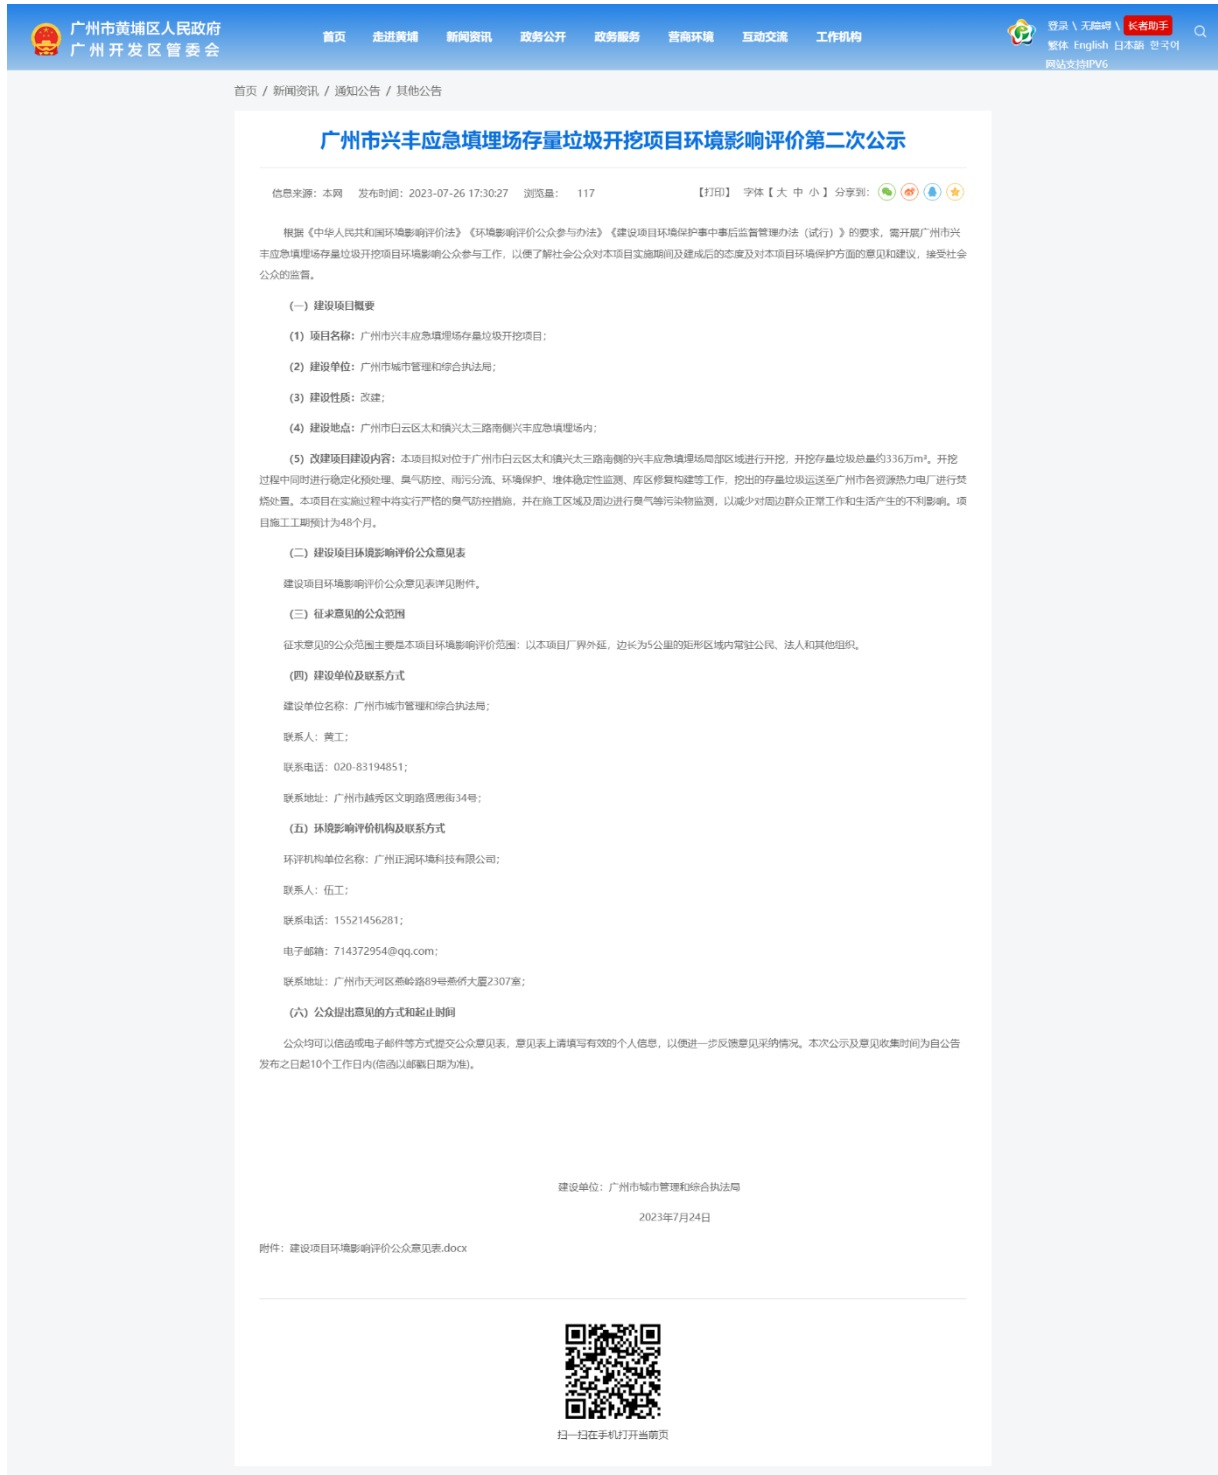 广州市黄埔区人民政府
广州开发区管委会
首页 走进黄埔 新闻资讯 政务公开 政务服务 营商环境 互动交流 工作机构
登录 \ 无障碍 \ 长者助手
繁体 English 日本語 한국어
网站支持IPV6
首页 / 新闻资讯 / 通知公告 / 其他公告
广州市兴丰应急填埋场存量垃圾开挖项目环境影响评价第二次公示
信息来源：本网 发布时间：2023-07-26 17:30:27 浏览量： 117 【打印】 字体【 大 中 小 】 分享到：
根据《中华人民共和国环境影响评价法》《环境影响评价公众参与办法》《建设项目环境保护事中事后监督管理办法（试行）》的要求，需开展广州市兴
丰应急填埋场存量垃圾开挖项目环境影响公众参与工作，以便了解社会公众对本项目实施期间及建成后的态度及对本项目环境保护方面的意见和建议，接受社会
公众的监督。
（一）建设项目概要
（1）项目名称：广州市兴丰应急填埋场存量垃圾开挖项目；
（2）建设单位：广州市城市管理和综合执法局；
（3）建设性质：改建；
（4）建设地点：广州市白云区太和镇兴太三路南侧兴丰应急填埋场内；
（5）改建项目建设内容：本项目拟对位于广州市白云区太和镇兴太三路南侧的兴丰应急填埋场局部区域进行开挖，开挖存量垃圾总量约336万m³。开挖
过程中同时进行稳定化预处理、臭气防控、雨污分流、环境保护、堆体稳定性监测、库区修复构建等工作，挖出的存量垃圾运送至广州市各资源热力电厂进行焚
烧处置。本项目在实施过程中将实行严格的臭气防控措施，并在施工区域及周边进行臭气等污染物监测，以减少对周边群众正常工作和生活产生的不利影响。项
目施工工期预计为48个月。
（二）建设项目环境影响评价公众意见表
建设项目环境影响评价公众意见表详见附件。
（三）征求意见的公众范围
征求意见的公众范围主要是本项目环境影响评价范围：以本项目厂界外延，边长为5公里的矩形区域内常驻公民、法人和其他组织。
（四）建设单位及联系方式
建设单位名称：广州市城市管理和综合执法局；
联系人：黄工；
联系电话：020-83194851；
联系地址：广州市越秀区文明路贤思街34号；
（五）环境影响评价机构及联系方式
环评机构单位名称：广州正润环境科技有限公司；
联系人：伍工；
联系电话：15521456281；
电子邮箱：714372954@qq.com；
联系地址：广州市天河区燕岭路89号燕侨大厦2307室；
（六）公众提出意见的方式和起止时间
公众均可以信函或电子邮件等方式提交公众意见表，意见表上请填写有效的个人信息，以便进一步反馈意见采纳情况。本次公示及意见收集时间为自公告
发布之日起10个工作日内(信函以邮戳日期为准)。
建设单位：广州市城市管理和综合执法局
2023年7月24日
附件：建设项目环境影响评价公众意见表.docx
扫一扫在手机打开当前页